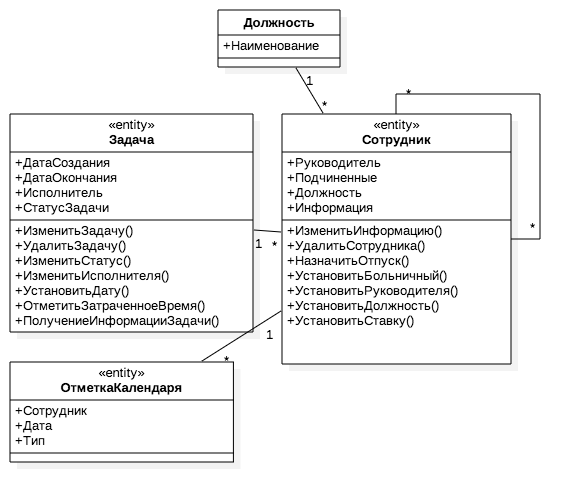 Должность
+Наименование
1
*
*
«entity»
Задача
+ДатаСоздания
+ДатаОкончания
+Исполнитель
+СтатусЗадачи
+ИзменитьЗадачу()
+УдалитьЗадачу()
+ИзменитьСтатус()
+ИзменитьИсполнителя()
+УстановитьДату()
+ОтметитьЗатраченноеВремя()
+ПолучениеИнформацииЗадачи()
«entity»
Сотрудник
+Руководитель
+Подчиненные
+Должность
+Информация
+ИзменитьИнформацию()
+УдалитьСотрудника()
+НазначитьОтпуск()
+УстановитьБольничный()
+УстановитьРуководителя()
+УстановитьДолжность()
+УстановитьСтавку()
*
1
*
1
*
«entity»
ОтметкаКалендаря
+Сотрудник
+Дата
+Тип